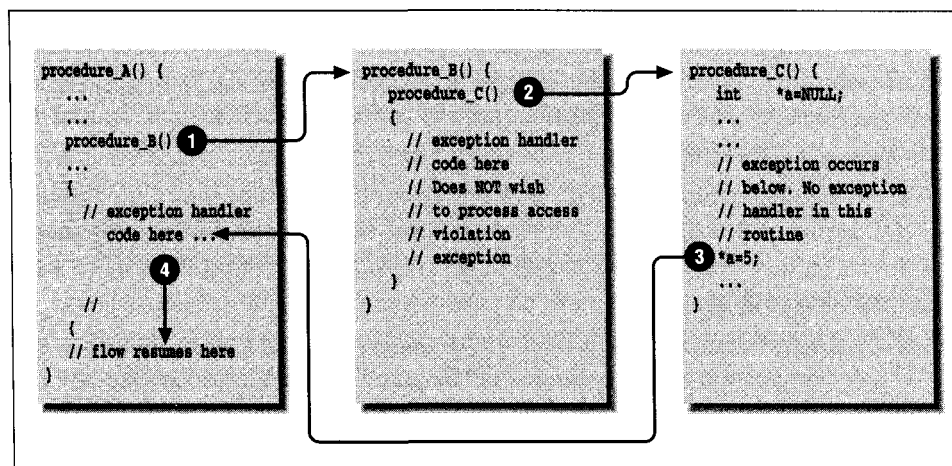 procedure_A() {
...
...
procedure_B() 1
...
{
// exception handler
code here ...
4
//
{
// flow resumes here
}
procedure_B() {
procedure_C() 2
{
// exception handler
// code here
// Does NOT wish
// to process access
// violation
// exception
}
}
procedure_C() {
int *a=NULL;
...
...
// exception occurs
// below. No exception
// handler in this
// routine
3 *a=5;
...
}